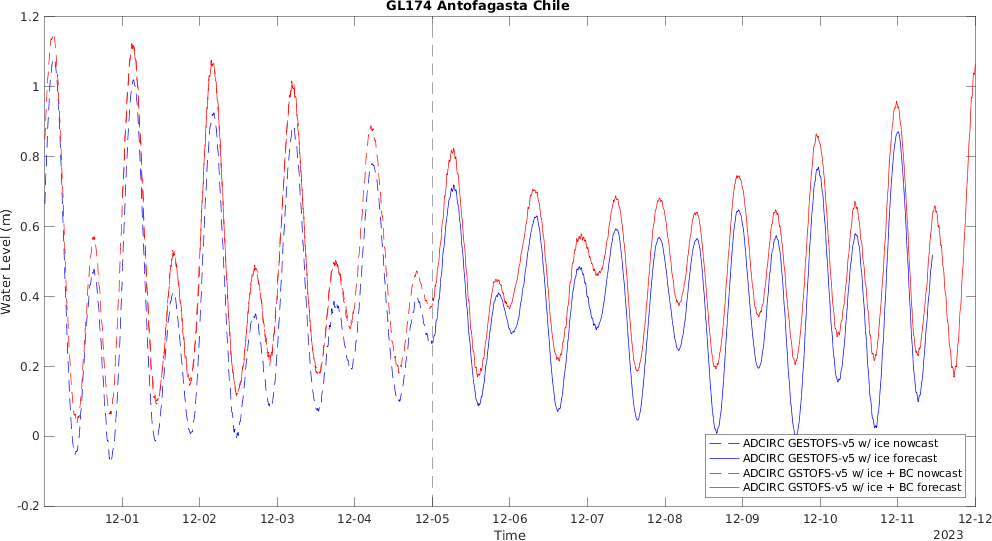 GL174 Antofagasta Chile
1.2
1
0.8
0.6
0.4
0.2
0
-0.2
Water Level (m)
ADCIRC GESTOFS-v5 w/ ice nowcast
ADCIRC GESTOFS-v5 w/ ice forecast
ADCIRC GSTOFS-v5 w/ ice + BC nowcast
ADCIRC GSTOFS-v5 w/ ice + BC forecast
12-01 12-02 12-03 12-04 12-05 12-06 12-07 12-08 12-09 12-10 12-11 12-12
Time
2023